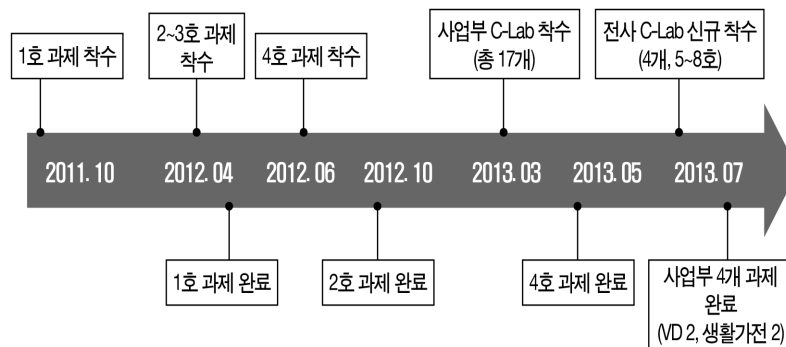 1호 과제 착수
2~3호 과제
착수
4호 과제 착수
사업부 C-Lab 착수
(총 17개)
전사 C-Lab 신규 착수
(4개, 5~8호)
2011. 10
2012. 04
2012. 06
2012. 10
2013. 03
2013. 05
2013. 07
1호 과제 완료
2호 과제 완료
4호 과제 완료
사업부 4개 과제
완료
(VD 2, 생활가전 2)